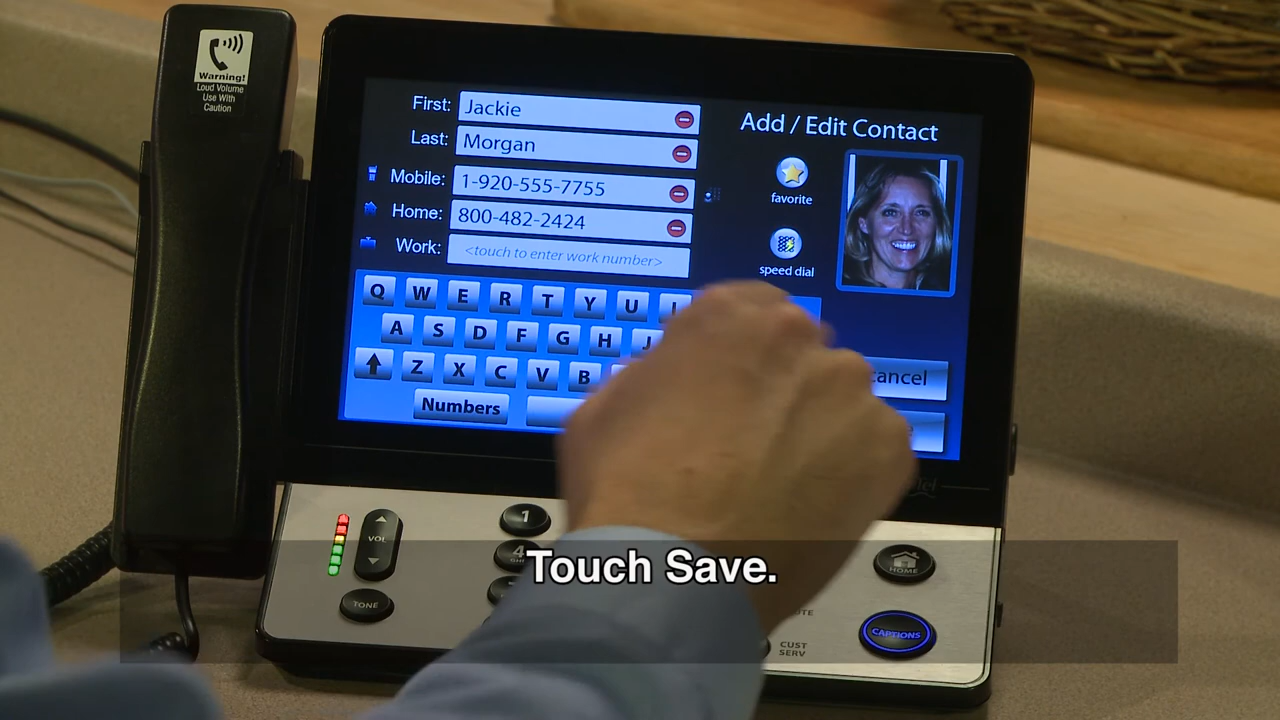 Warning!
Loud Volume
Use With
Caution
First: Jackie
Last: Morgan
Mobile: 1-920-555-7755
Home: 800-482-2424
Work: <touch to enter work number>
Add / Edit Contact
favorite
speed dial
Q W E R T Y U
A S D F G H J
Z X C V B
Numbers
cancel
VOL
TONE
1
4
HOME
CAPTIONS
CUST
SERV
Touch Save.